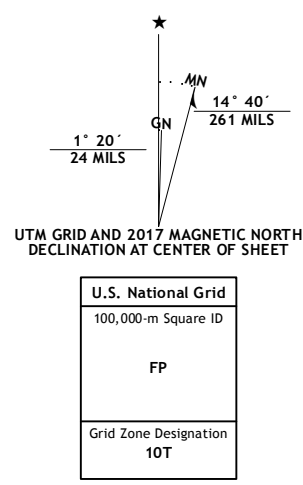 ★
MN
14° 40´
261 MILS
GN
1° 20´
24 MILS
UTM GRID AND 2017 MAGNETIC NORTH
DECLINATION AT CENTER OF SHEET
U.S. National Grid
100,000-m Square ID
FP
Grid Zone Designation
10T